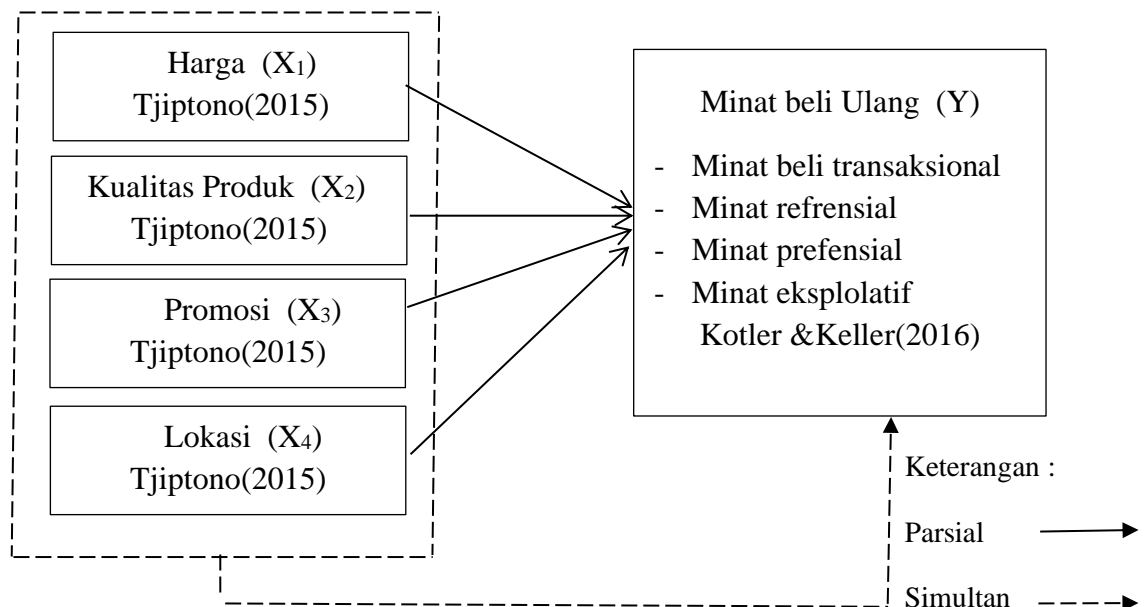 Harga (X₁)
Tjiptono(2015)
Kualitas Produk (X₂)
Tjiptono(2015)
Promosi (X₃)
Tjiptono(2015)
Lokasi (X₄)
Tjiptono(2015)
Minat beli Ulang (Y)
- Minat beli transaksional
- Minat refrensial
- Minat prefensial
- Minat eksplolatif
Kotler &Keller(2016)
Keterangan :
Parsial
Simultan